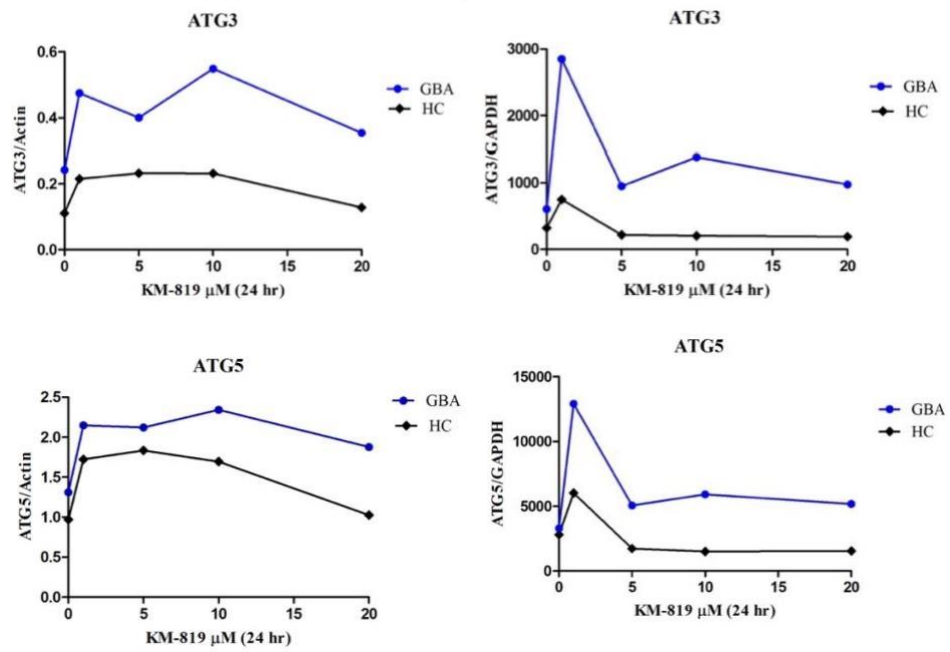 ATG3
ATG3/Actin
0.6
0.4
0.2
0.0
0 5 10 15 20
KM-819 μM (24 hr)
GBA
HC
ATG3
ATG3/GAPDH
3000
2000
1000
0
0 5 10 15 20
KM-819 μM (24 hr)
GBA
HC
ATG5
ATG5/Actin
2.5
2.0
1.5
1.0
0.5
0.0
0 5 10 15 20
KM-819 μM (24 hr)
GBA
HC
ATG5
ATG5/GAPDH
15000
10000
5000
0
0 5 10 15 20
KM-819 μM (24 hr)
GBA
HC